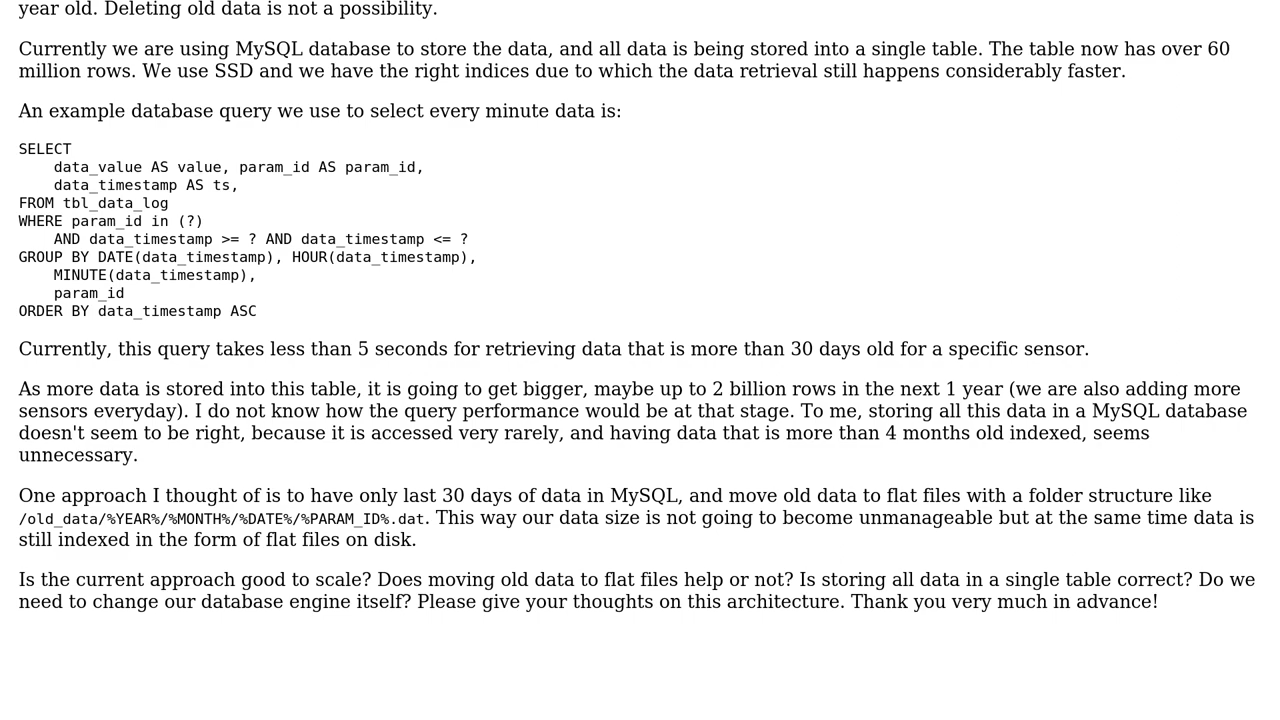 year old. Deleting old data is not a possibility.
Currently we are using MySQL database to store the data, and all data is being stored into a single table. The table now has over 60
million rows. We use SSD and we have the right indices due to which the data retrieval still happens considerably faster.
An example database query we use to select every minute data is:
SELECT
    data_value AS value, param_id AS param_id,
    data_timestamp AS ts,
FROM tbl_data_log
WHERE param_id in (?)
    AND data_timestamp >= ? AND data_timestamp <= ?
GROUP BY DATE(data_timestamp), HOUR(data_timestamp),
    MINUTE(data_timestamp),
    param_id
ORDER BY data_timestamp ASC
Currently, this query takes less than 5 seconds for retrieving data that is more than 30 days old for a specific sensor.
As more data is stored into this table, it is going to get bigger, maybe up to 2 billion rows in the next 1 year (we are also adding more
sensors everyday). I do not know how the query performance would be at that stage. To me, storing all this data in a MySQL database
doesn't seem to be right, because it is accessed very rarely, and having data that is more than 4 months old indexed, seems
unnecessary.
One approach I thought of is to have only last 30 days of data in MySQL, and move old data to flat files with a folder structure like
/old_data/%YEAR%/%MONTH%/%DATE%/%PARAM_ID%.dat. This way our data size is not going to become unmanageable but at the same time data is
still indexed in the form of flat files on disk.
Is the current approach good to scale? Does moving old data to flat files help or not? Is storing all data in a single table correct? Do we
need to change our database engine itself? Please give your thoughts on this architecture. Thank you very much in advance!